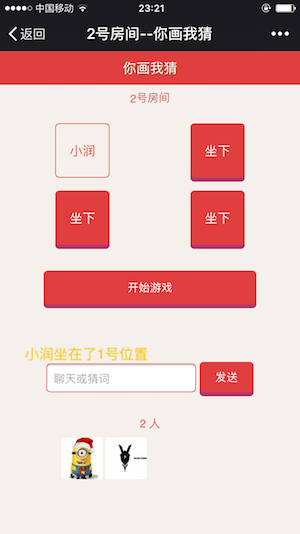 中国移动
23:21
返回
2号房间--你画我猜
你画我猜
2号房间
小润
坐下
坐下
坐下
开始游戏
小润坐在了1号位置
聊天或猜词
发送
2 人